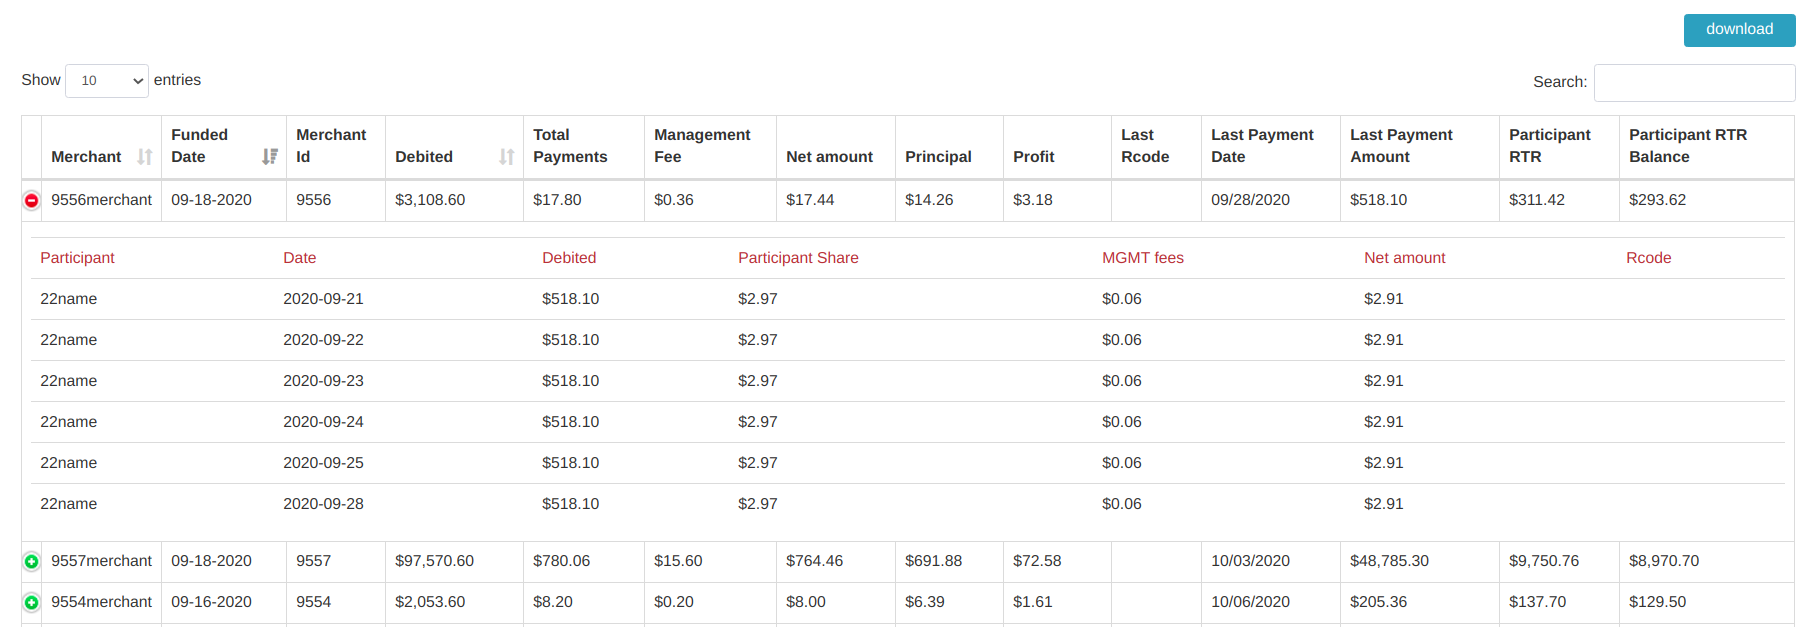 download
Show 10 entries Search:
Merchant Funded Date Merchant Id Debited Total Payments Management Fee Net amount Principal Profit Last Rcode Last Payment Date Last Payment Amount Participant RTR Participant RTR Balance
9556merchant 09-18-2020 9556 $3,108.60 $17.80 $0.36 $17.44 $14.26 $3.18 09/28/2020 $518.10 $311.42 $293.62
Participant Date Debited Participant Share MGMT fees Net amount Rcode
22name 2020-09-21 $518.10 $2.97 $0.06 $2.91
22name 2020-09-22 $518.10 $2.97 $0.06 $2.91
22name 2020-09-23 $518.10 $2.97 $0.06 $2.91
22name 2020-09-24 $518.10 $2.97 $0.06 $2.91
22name 2020-09-25 $518.10 $2.97 $0.06 $2.91
22name 2020-09-28 $518.10 $2.97 $0.06 $2.91
9557merchant 09-18-2020 9557 $97,570.60 $780.06 $15.60 $764.46 $691.88 $72.58 10/03/2020 $48,785.30 $9,750.76 $8,970.70
9554merchant 09-16-2020 9554 $2,053.60 $8.20 $0.20 $8.00 $6.39 $1.61 10/06/2020 $205.36 $137.70 $129.50